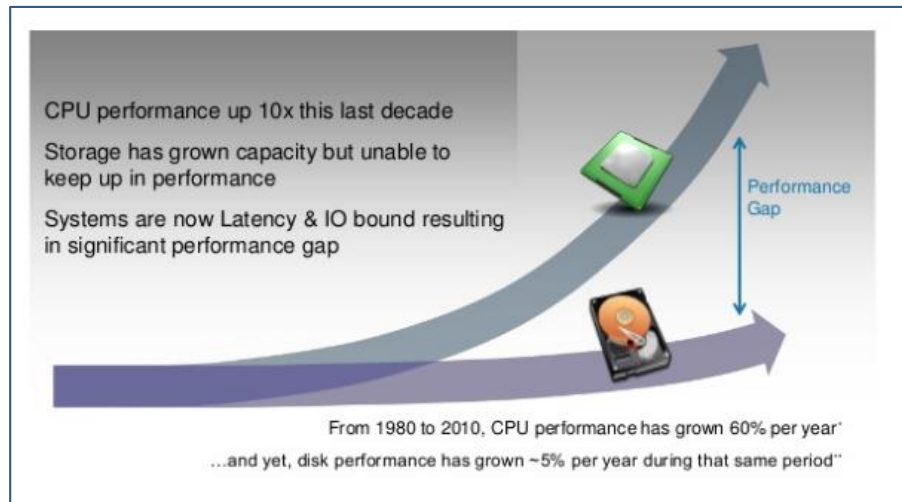 CPU performance up 10x this last decade
Storage has grown capacity but unable to
keep up in performance
Systems are now Latency & IO bound resulting
in significant performance gap
Performance
Gap
From 1980 to 2010, CPU performance has grown 60% per year*
...and yet, disk performance has grown ~5% per year during that same period**